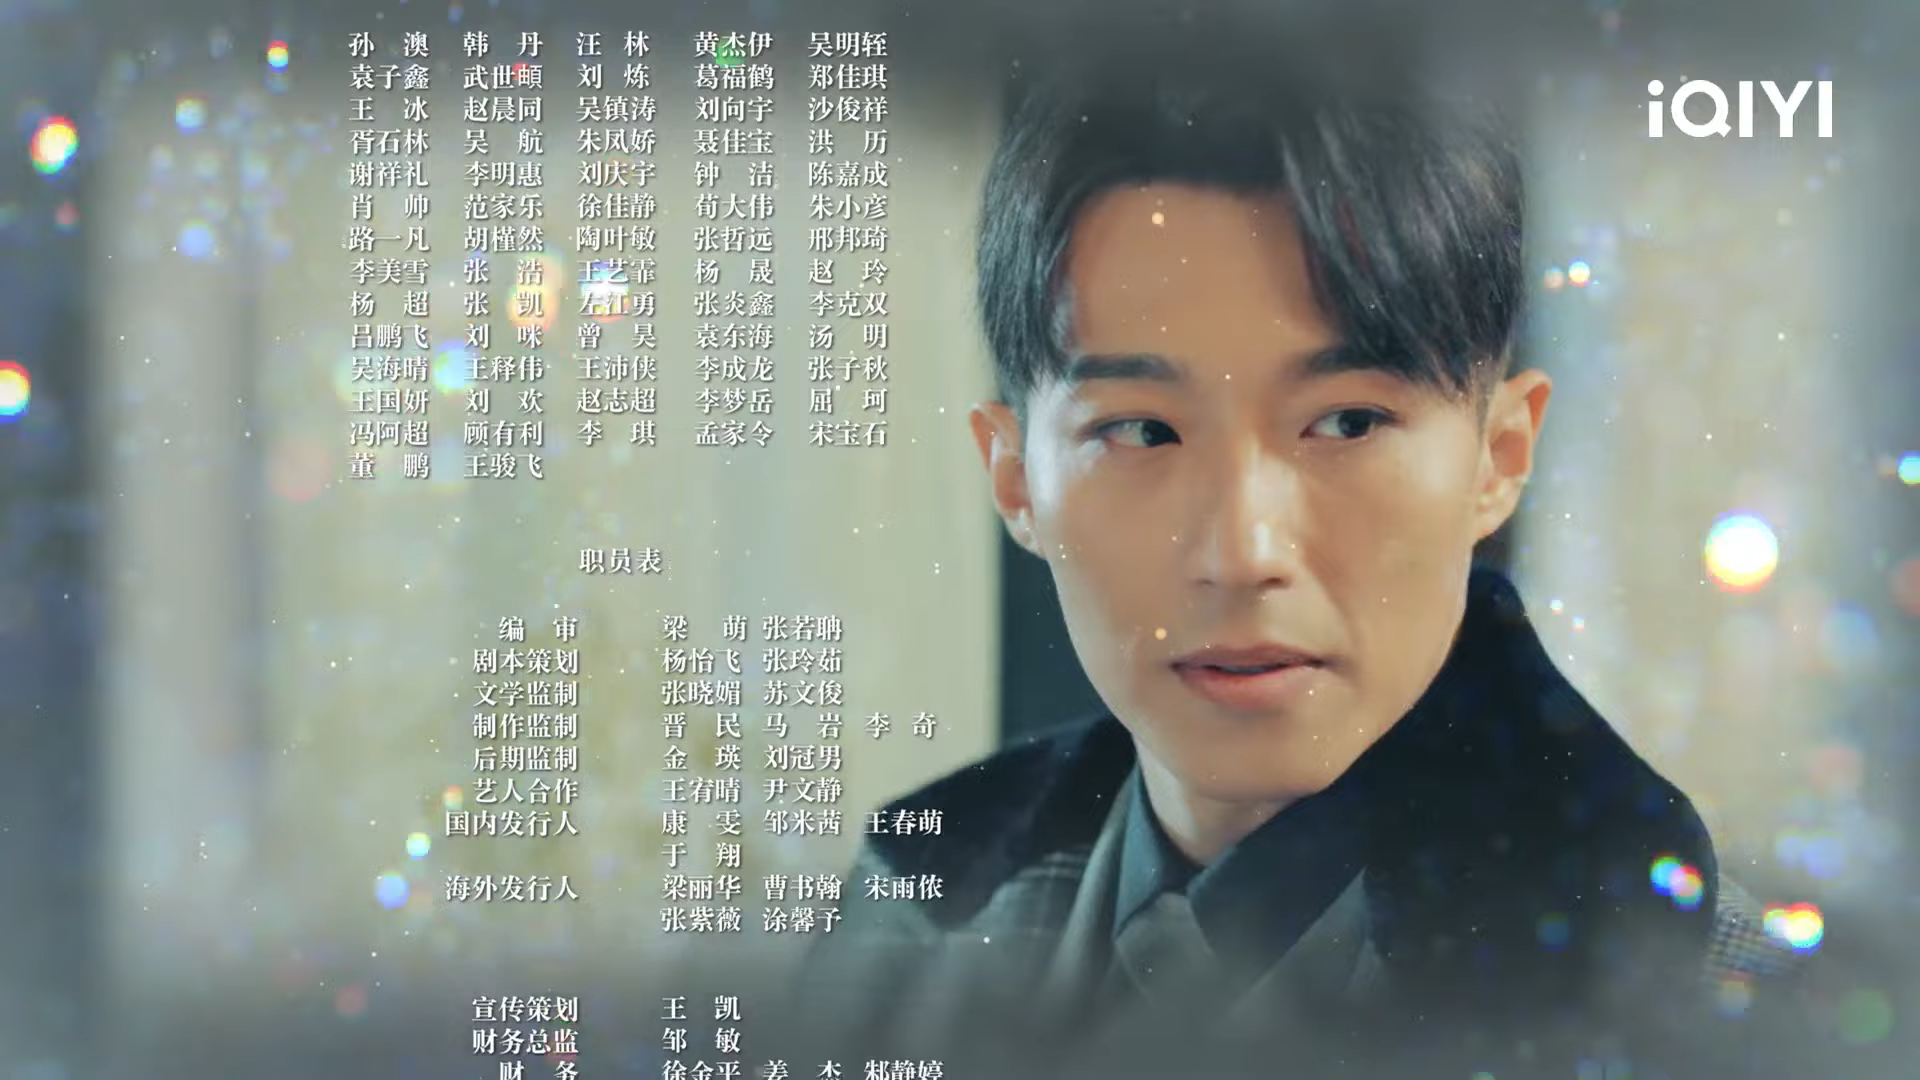 孙 澳 韩 丹 汪 林 黄杰伊 吴明轾
袁子鑫 武世頔 刘 炼 葛福鹤 郑佳琪
王 冰 赵晨同 吴镇涛 刘向宇 沙俊祥
胥石林 吴 航 朱凤娇 聂佳宝 洪 历
谢祥礼 李明惠 刘庆宇 钟 洁 陈嘉成
肖 帅 范家乐 徐佳静 荀大伟 朱小彦
路一凡 胡槿然 陶叶敏 张哲远 邢邦琦
李美雪 张 浩 王艺霏 杨 晟 赵 玲
杨 超 张 凯 左江勇 张炎鑫 李克双
吕鹏飞 刘 咪 曾 昊 袁东海 汤 明
吴海晴 王释伟 王沛侠 李成龙 张子秋
王国妍 刘 欢 赵志超 李梦岳 屈 珂
冯阿超 顾有利 李 琪 孟家令 宋宝石
董 鹏 王骏飞
职员表
编 审 梁 萌 张若聃
剧本策划 杨怡飞 张玲茹
文学监制 张晓媚 苏文俊
制作监制 晋 民 马 岩 李 奇
后期监制 金 瑛 刘冠男
艺人合作 王宥晴 尹文静
国内发行人 康 雯 邹米茜 王春萌
于 翔
海外发行人 梁丽华 曹书翰 宋雨侬
张紫薇 涂馨予
宣传策划 王 凯
财务总监 邹 敏
财 务 徐金平 姜 杰 郄静婷
iQIYI